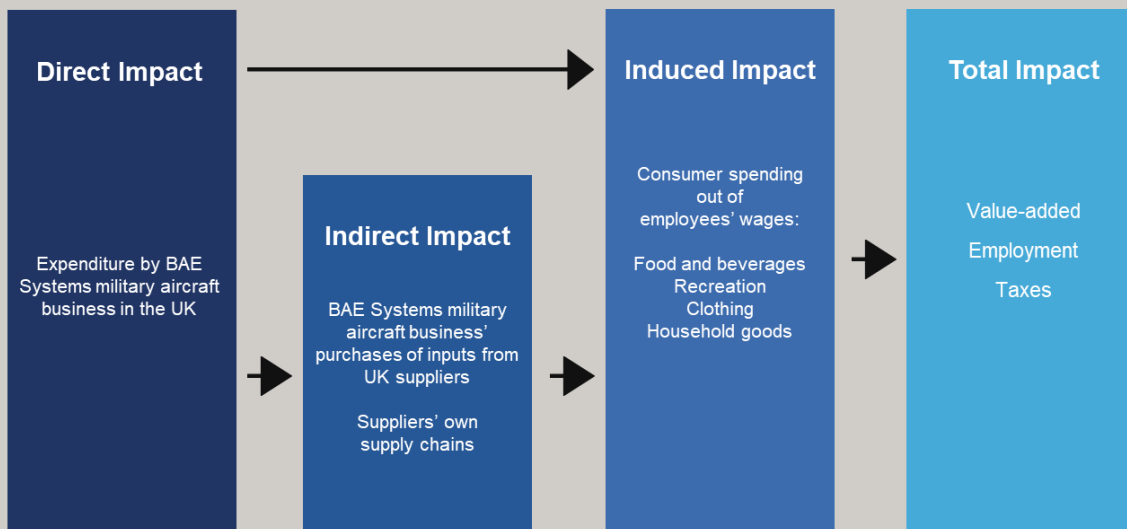 Direct Impact
Expenditure by BAE
Systems military aircraft
business in the UK
Indirect Impact
BAE Systems military
aircraft business’
purchases of inputs from
UK suppliers
Suppliers’ own
supply chains
Induced Impact
Consumer spending
out of
employees’ wages:
Food and beverages
Recreation
Clothing
Household goods
Total Impact
Value-added
Employment
Taxes